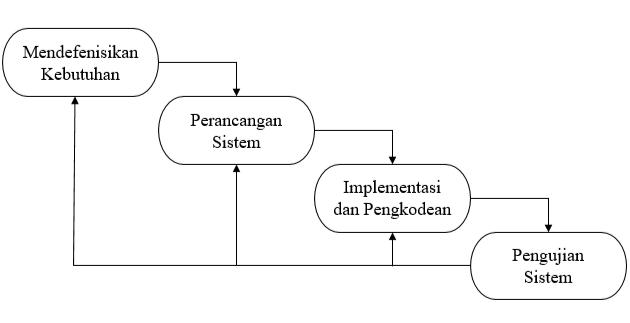 Mendefenisikan
Kebutuhan
Perancangan
Sistem
Implementasi
dan Pengkodean
Pengujian
Sistem